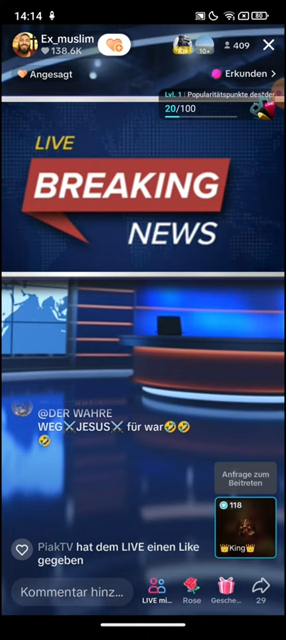 14:14
80
Ex_muslim
138.6K
10+
409
Angesagt
Erkunden >
Lvl. 1 | Popularitätspunkte des
20/100
LIVE
BREAKING
NEWS
@DER WAHRE
WEG⚔JESUS⚔ für war🤣🤣
🤣
Anfrage zum
Beitreten
118
👑King👑
PiakTV hat dem LIVE einen Like
gegeben
Kommentar hinz...
LIVE mi...
Rose
Gesche...
29